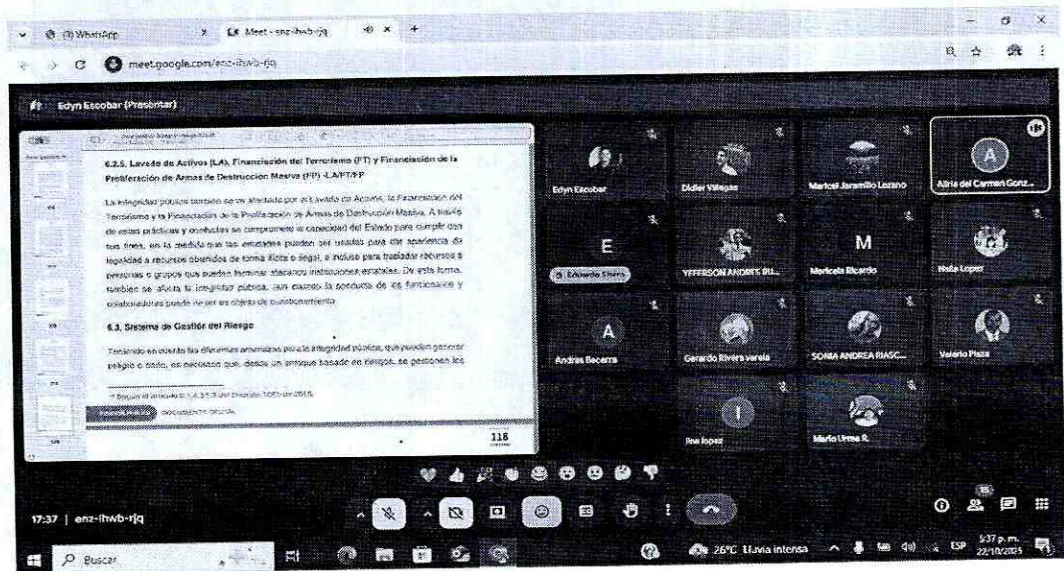 (3) WhatsApp
Meet - enz-ihwb-rjq
meet.google.com/enz-ihwb-rjq
Edyn Escobar (Presentar)
6.2.5. Lavado de Activos (LA), Financiación del Terrorismo (FT) y Financiación de la
Proliferación de Armas de Destrucción Masiva (FP) -LA/FT/FP
La integridad pública también se ve afectada por el Lavado de Activos, la Financiación del
Terrorismo y la Financiación de la Proliferación de Armas de Destrucción Masiva. A través
de estas prácticas y conductas se compromete la capacidad del Estado para cumplir con
sus fines, en la medida que las entidades pueden ser usadas para dar apariencia de
legalidad a recursos obtenidos de forma ilícita o ilegal, e incluso para trasladar recursos a
personas o grupos que pueden terminar atacando instituciones estatales. De esta forma,
también se afecta la integridad pública, aun cuando la conducta de los funcionarios y
colaboradores puede no ser objeto de cuestionamiento
6.3. Sistema de Gestión del Riesgo
Teniendo en cuenta las diferentes amenazas para la integridad pública, que pueden generar
peligro o daño, es necesario que, desde un enfoque basado en riesgos, se gestionen los
DOCUMENTO OFICIAL
118
Edyn Escobar
Didier Villegas
Maricel Jaramillo Lozano
A
Aliria del Carmen Gonz...
E
YEFFERSON ANDRES RU...
M
Maricela Ricardo
Nafia Lopez
A
Andres Becerra
Gerardo Rivera varela
SONIA ANDREA RIASC...
Valerio Plaza
I
Ina lopez
Mario Urma R.
17:37 | enz-ihwb-rjq
15
Buscar
26°C Lluvia intensa
ESP
5:37 p. m.
22/10/2025